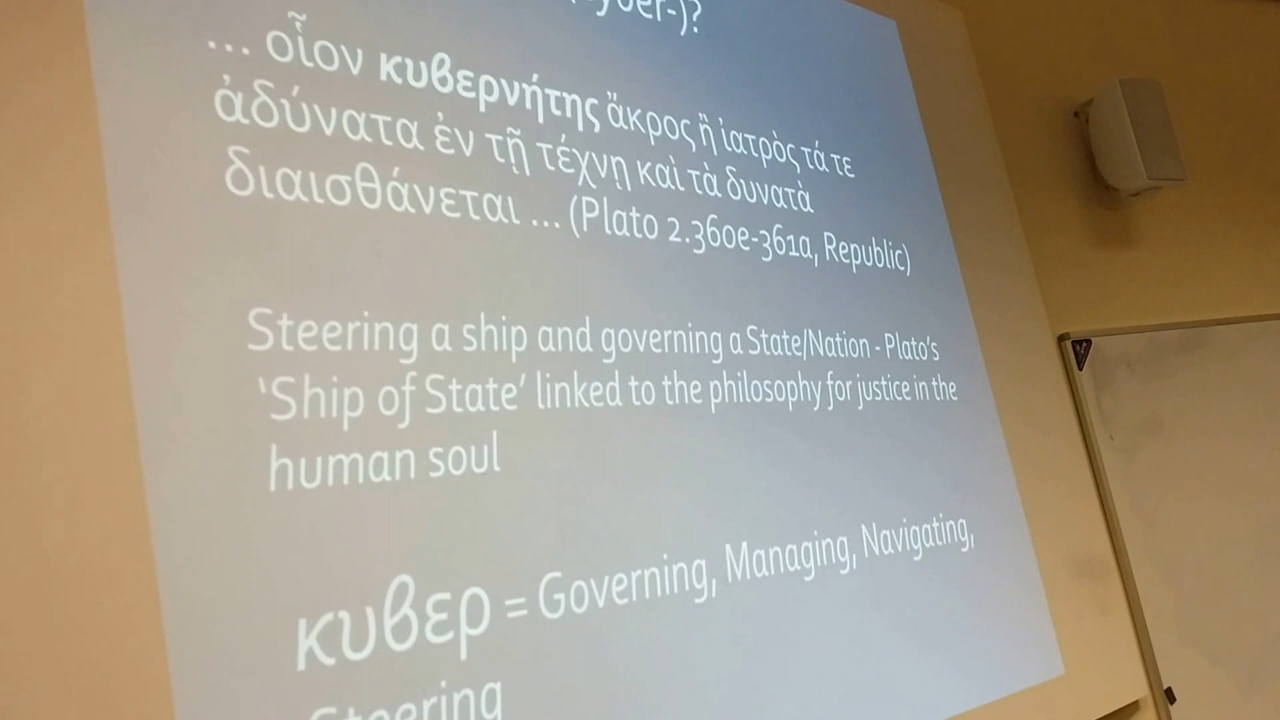 … οἷον κυβερνήτης ἄκρος ἢ ἰατρὸς τά τε
ἀδύνατα ἐν τῇ τέχνῃ καὶ τὰ δυνατὰ
διαισθάνεται … (Plato 2.360e-361a, Republic)
Steering a ship and governing a State/Nation - Plato's
'Ship of State' linked to the philosophy for justice in the
human soul
κυβερ = Governing, Managing, Navigating,
Steering